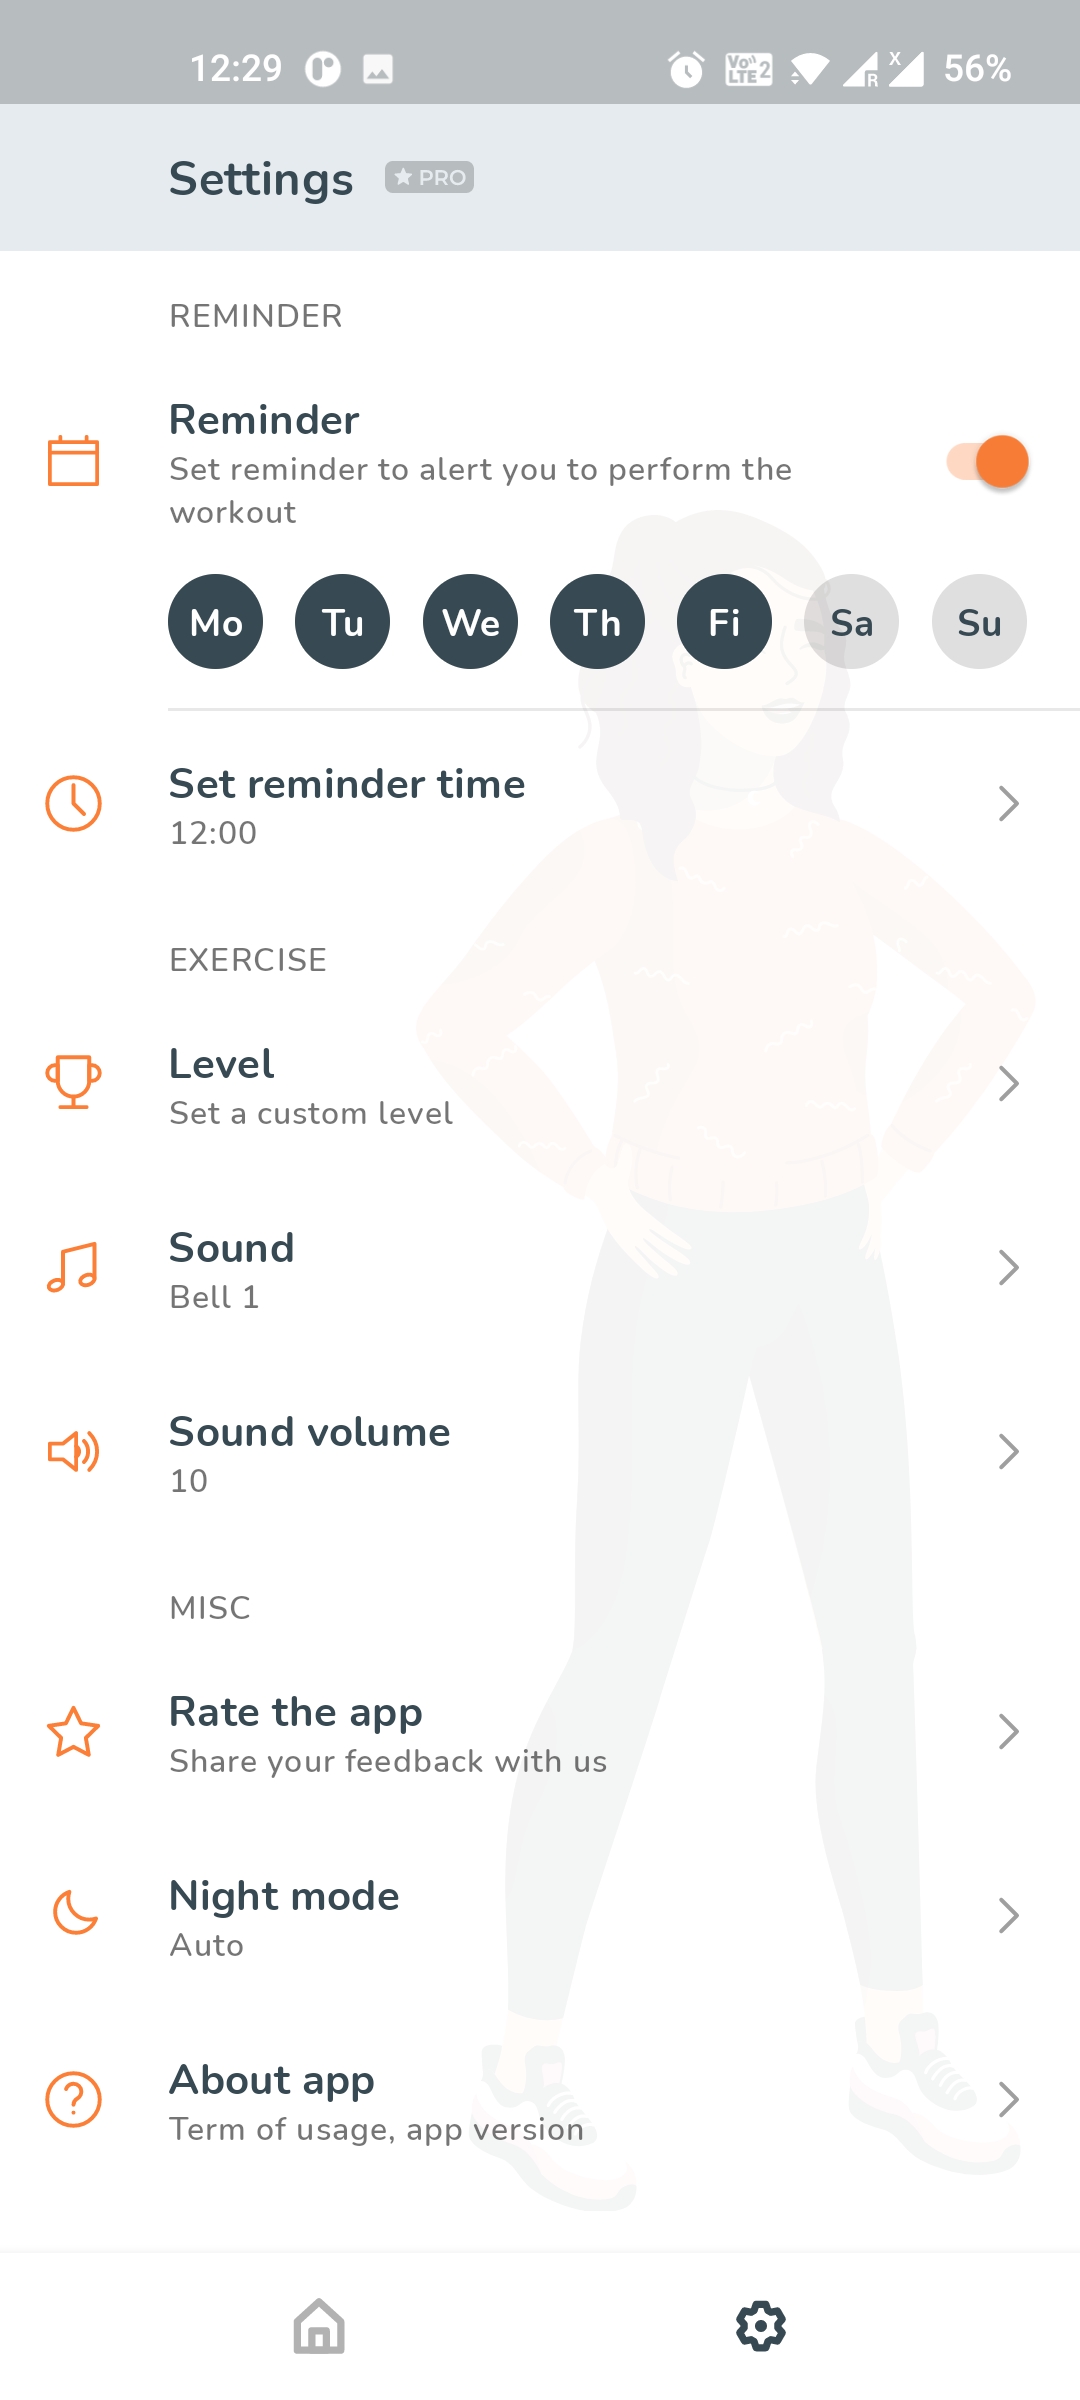 12:29 Vo LTE 2 R X 56%
Settings PRO
REMINDER
Reminder
Set reminder to alert you to perform the
workout
Mo Tu We Th Fi Sa Su
Set reminder time
12:00
EXERCISE
Level
Set a custom level
Sound
Bell 1
Sound volume
10
MISC
Rate the app
Share your feedback with us
Night mode
Auto
About app
Term of usage, app version